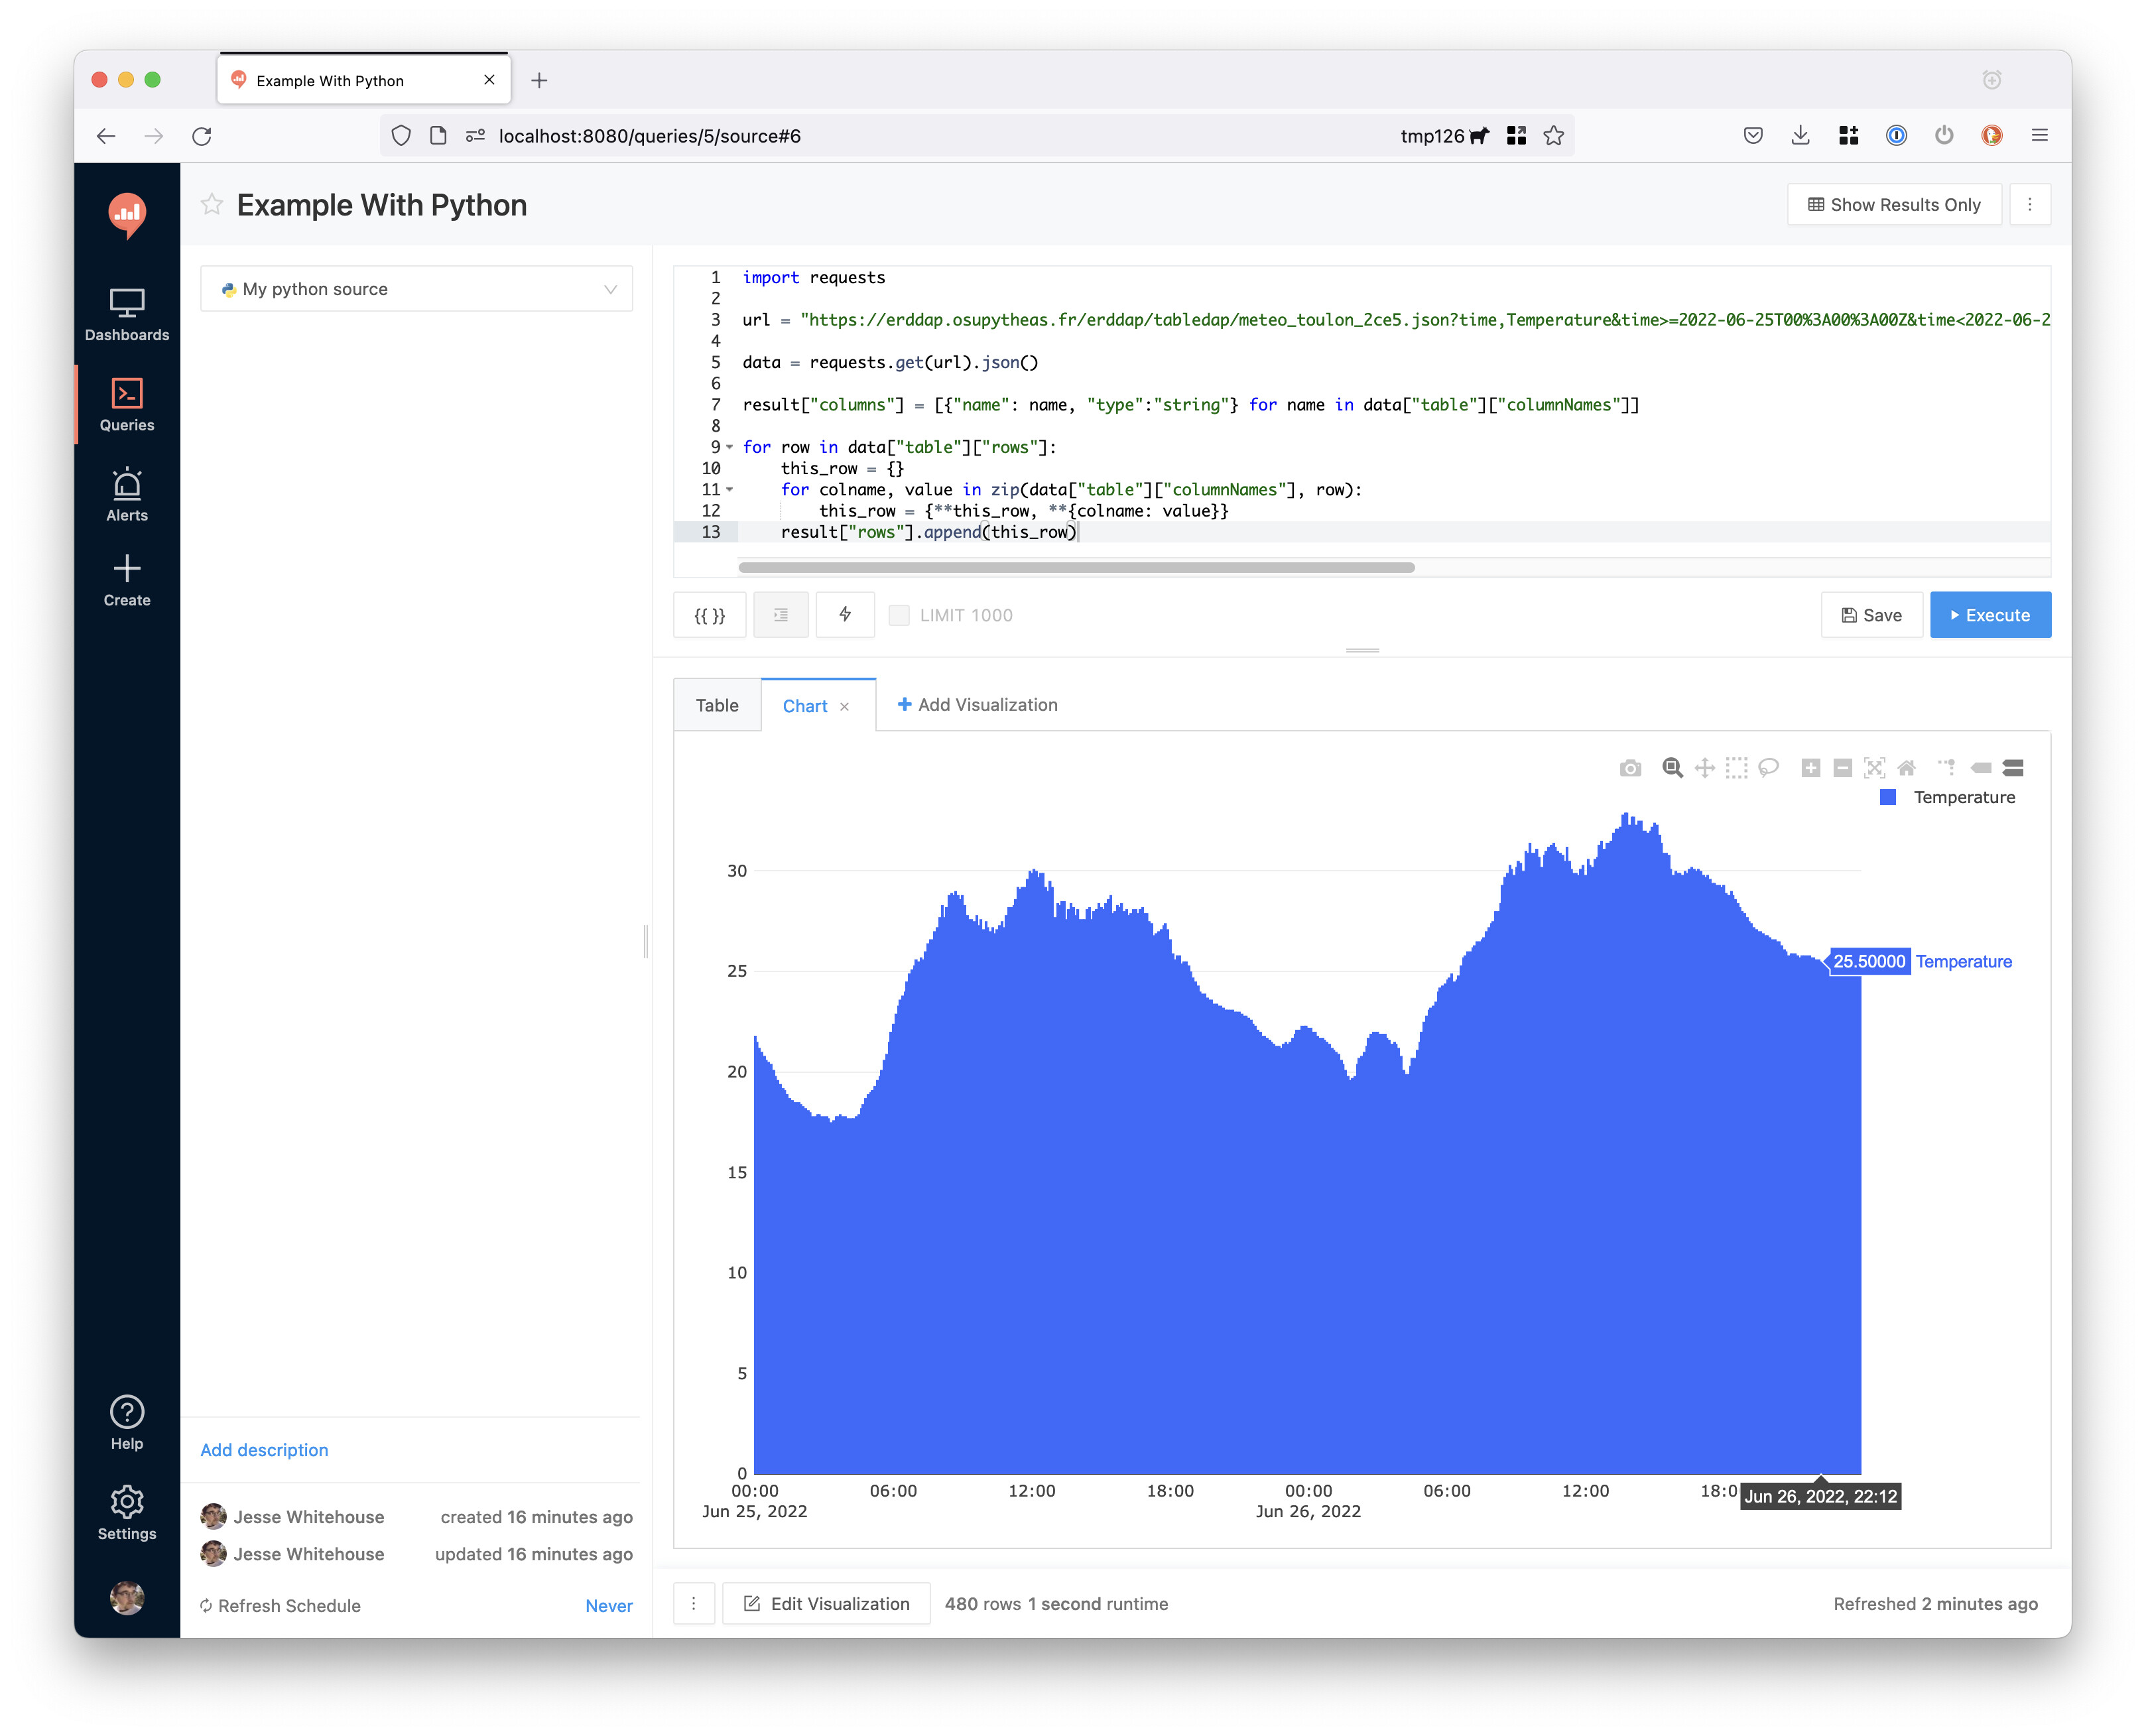 Example With Python
localhost:8080/queries/5/source#6
tmp126
Example With Python
Show Results Only
Dashboards
Queries
Alerts
Create
Help
Settings
My python source
Add description
Jesse Whitehouse created 16 minutes ago
Jesse Whitehouse updated 16 minutes ago
Refresh Schedule Never
1 import requests
2
3 url = "https://erddap.osupytheas.fr/erddap/tabledap/meteo_toulon_2ce5.json?time,Temperature&time>=2022-06-25T00%3A00%3A00Z&time<2022-06-2
4
5 data = requests.get(url).json()
6
7 result["columns"] = [{"name": name, "type":"string"} for name in data["table"]["columnNames"]]
8
9 for row in data["table"]["rows"]:
10     this_row = {}
11     for colname, value in zip(data["table"]["columnNames"], row):
12         this_row = {**this_row, **{colname: value}}
13     result["rows"].append(this_row)
{{ }} LIMIT 1000 Save Execute
Table Chart Add Visualization
Temperature
30
25
20
15
10
5
0
25.50000 Temperature
00:00 06:00 12:00 18:00 00:00 06:00 12:00 18:0
Jun 25, 2022 Jun 26, 2022
Jun 26, 2022, 22:12
Edit Visualization 480 rows 1 second runtime Refreshed 2 minutes ago